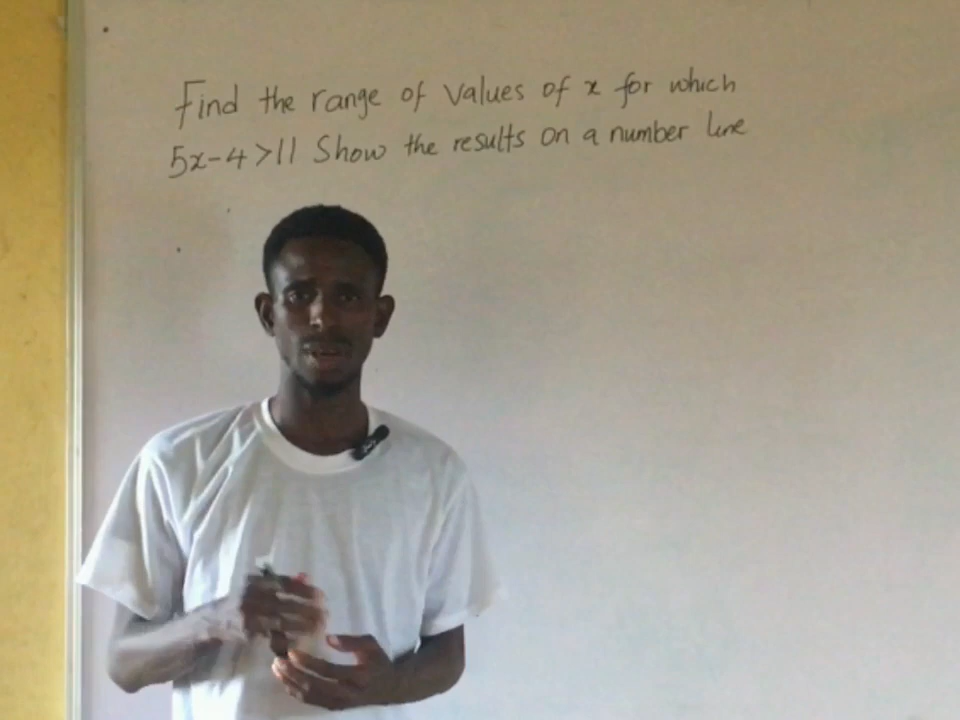 Find the range of values of x for which
5x-4>11 Show the results on a number line